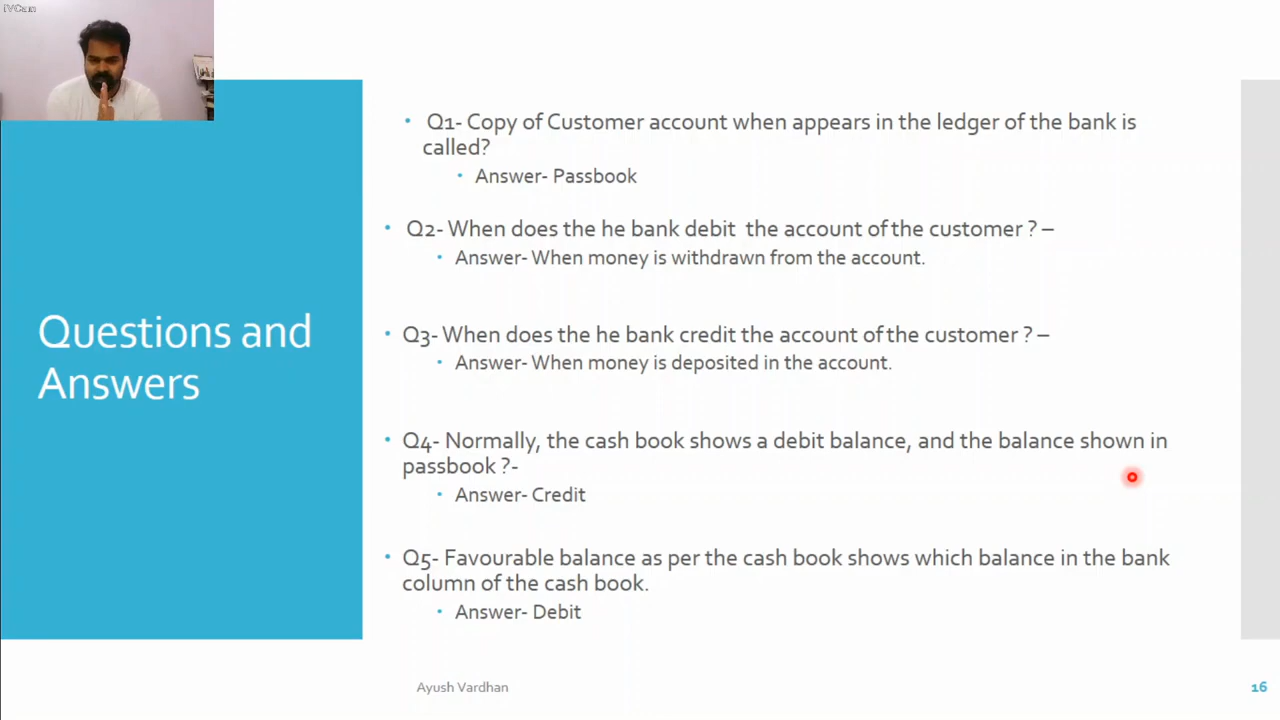 iVCam
Q1- Copy of Customer account when appears in the ledger of the bank is
called?
Answer- Passbook
Q2- When does the he bank debit the account of the customer ? –
Answer- When money is withdrawn from the account.
Questions and
Answers
Q3- When does the he bank credit the account of the customer ? –
Answer- When money is deposited in the account.
Q4- Normally, the cash book shows a debit balance, and the balance shown in
passbook ?-
Answer- Credit
Q5- Favourable balance as per the cash book shows which balance in the bank
column of the cash book.
Answer- Debit
Ayush Vardhan
16